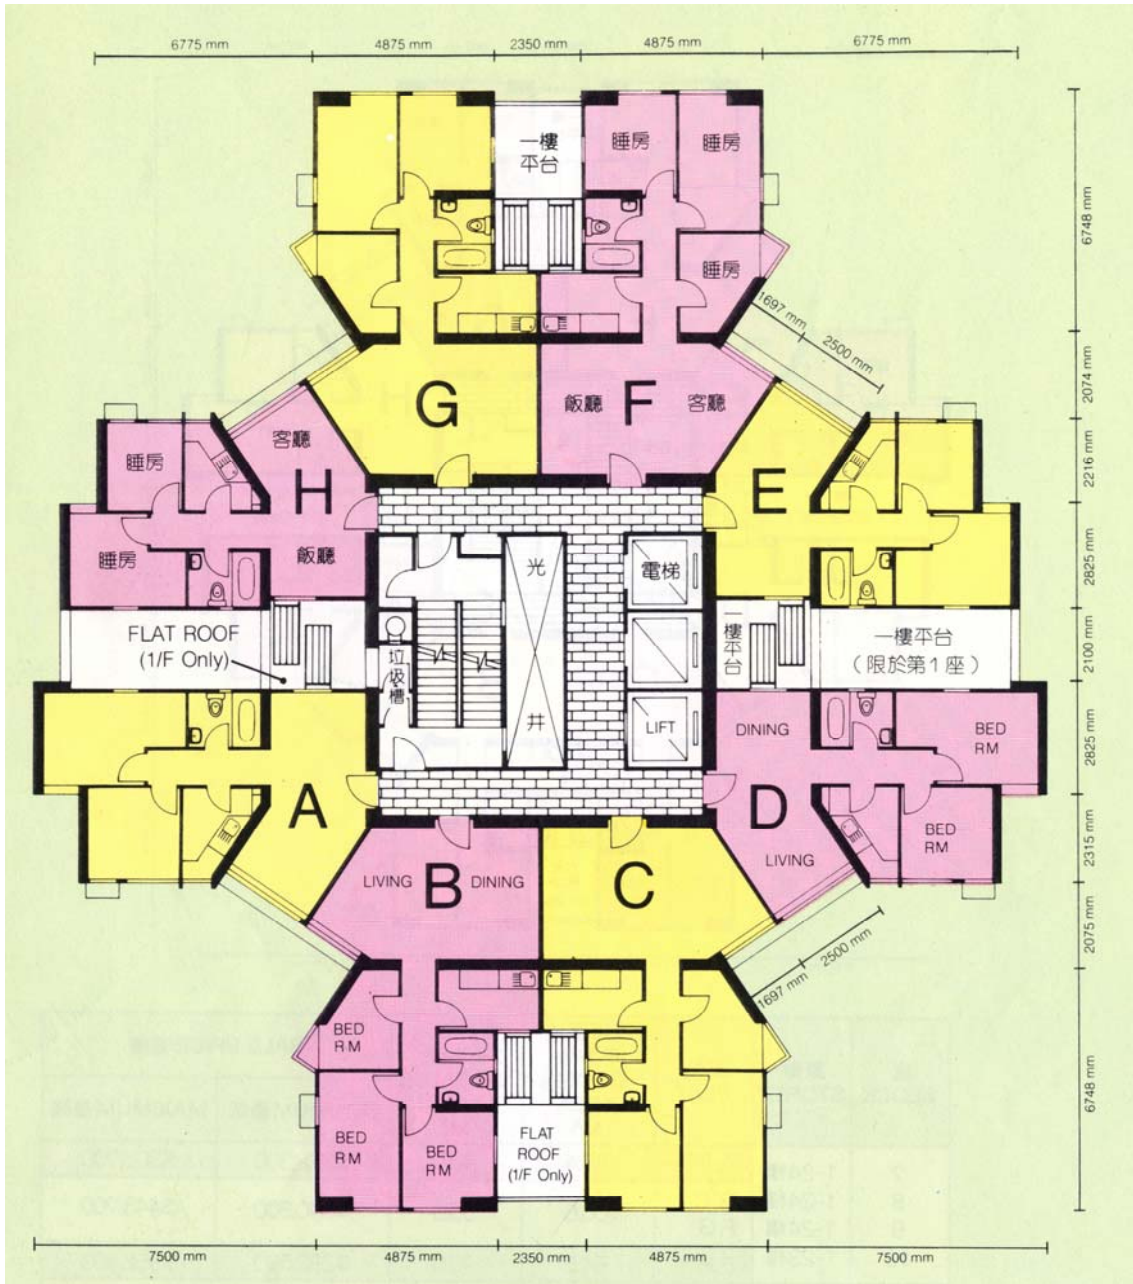 6775 mm
4875 mm
2350 mm
4875 mm
6775 mm
一樓
平台
睡房
睡房
睡房
6748 mm
1697 mm
2500 mm
2074 mm
G
飯廳
F
客廳
客廳
H
飯廳
睡房
睡房
E
2216 mm
2825 mm
光
井
電梯
LIFT
垃圾槽
FLAT ROOF
(1/F Only)
一樓平台
一樓平台
(限於第1座)
2100 mm
A
DINING
D
LIVING
BED
RM
BED
RM
2825 mm
2315 mm
LIVING
B
DINING
C
2500 mm
1697 mm
2075 mm
BED
RM
BED
RM
BED
RM
FLAT
ROOF
(1/F Only)
6748 mm
7500 mm
4875 mm
2350 mm
4875 mm
7500 mm